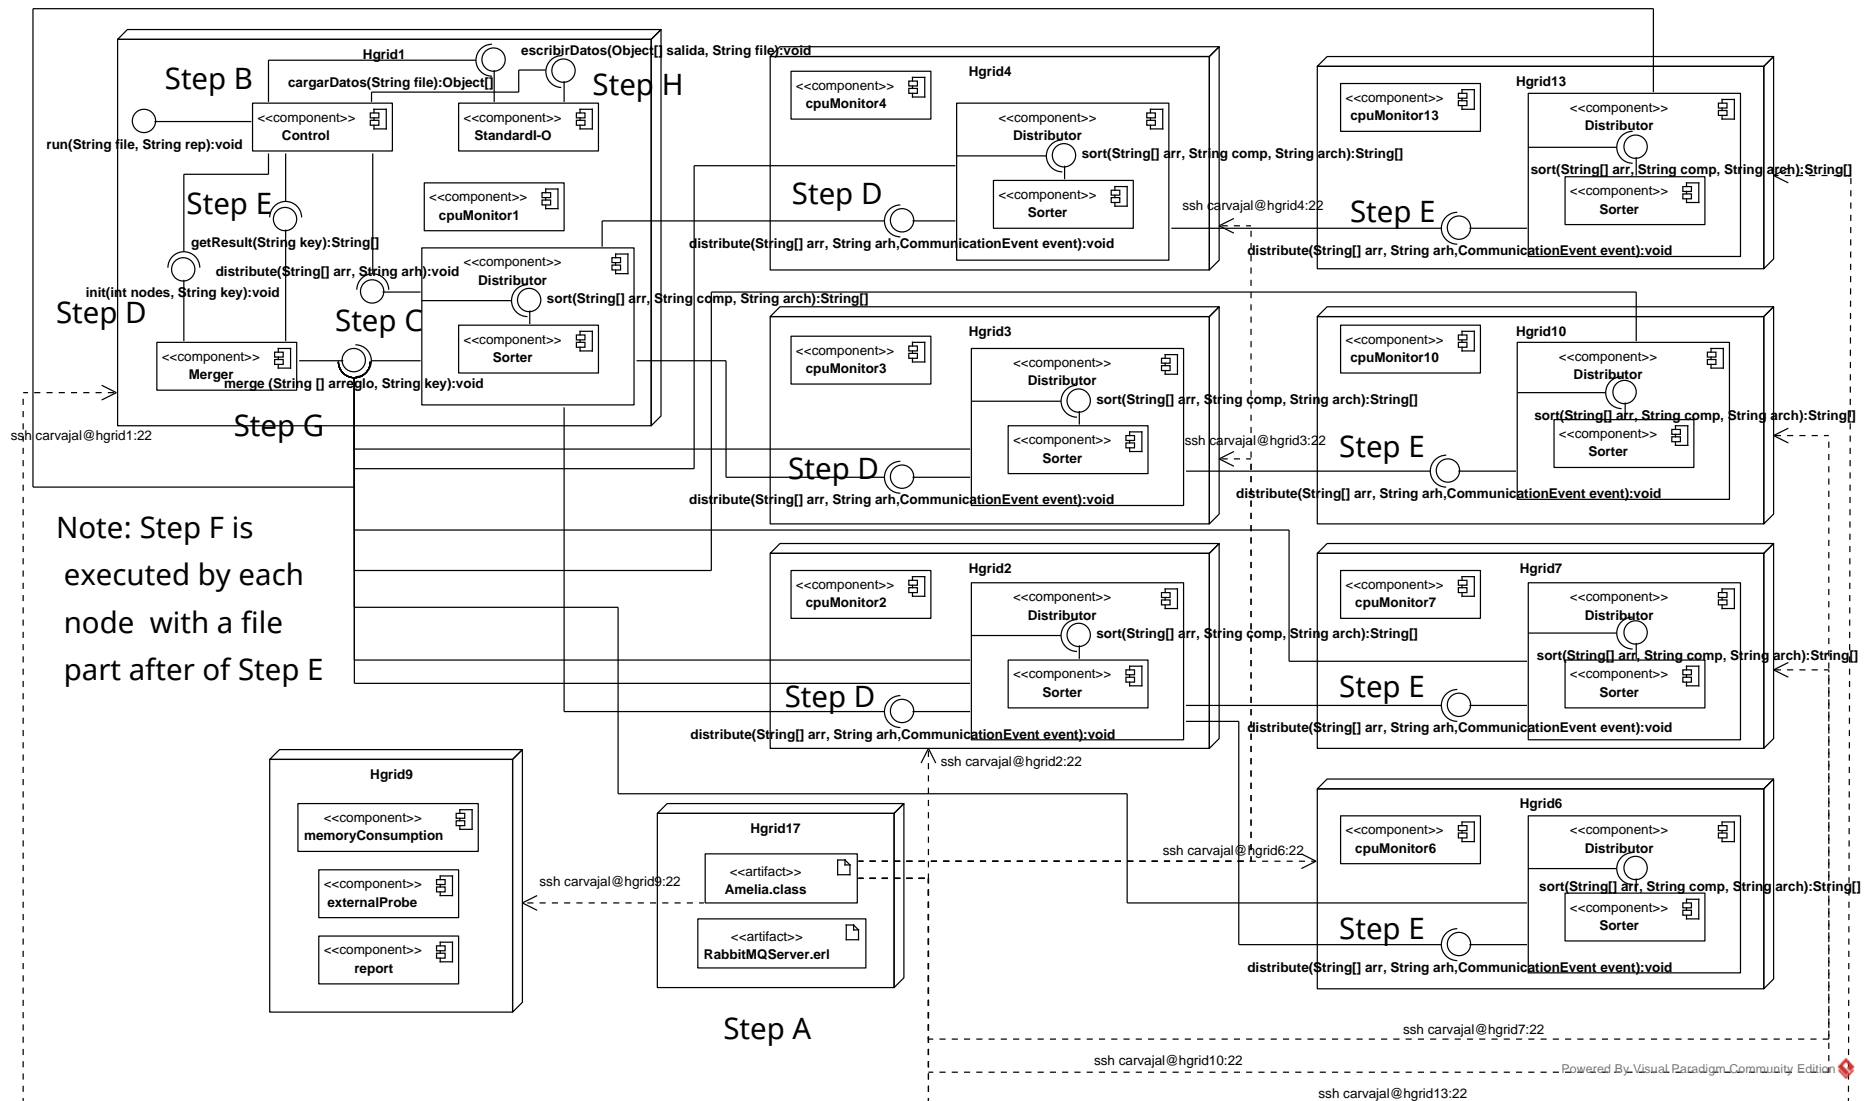 Hgrid1
escribirDatos(Object[] salida, String file):void
Step B
cargarDatos(String file):Object[]
Step H
<<component>>
Control
<<component>>
StandardI-O
run(String file, String rep):void
<<component>>
cpuMonitor1
Step E
getResult(String key):String[]
distribute(String[] arr, String arh):void
init(int nodes, String key):void
Step D
Step C
<<component>>
Distributor
sort(String[] arr, String comp, String arch):String[]
<<component>>
Sorter
<<component>>
Merger
merge (String [] arreglo, String key):void
Step G
ssh carvajal@hgrid1:22
Hgrid4
<<component>>
cpuMonitor4
<<component>>
Distributor
sort(String[] arr, String comp, String arch):String[]
<<component>>
Sorter
Step D
distribute(String[] arr, String arh,CommunicationEvent event):void
ssh carvajal@hgrid4:22
Hgrid13
<<component>>
cpuMonitor13
<<component>>
Distributor
sort(String[] arr, String comp, String arch):String[]
<<component>>
Sorter
Step E
distribute(String[] arr, String arh,CommunicationEvent event):void
Hgrid3
<<component>>
cpuMonitor3
<<component>>
Distributor
sort(String[] arr, String comp, String arch):String[]
<<component>>
Sorter
Step D
distribute(String[] arr, String arh,CommunicationEvent event):void
ssh carvajal@hgrid3:22
Hgrid10
<<component>>
cpuMonitor10
<<component>>
Distributor
sort(String[] arr, String comp, String arch):String[]
<<component>>
Sorter
Step E
distribute(String[] arr, String arh,CommunicationEvent event):void
Note: Step F is
executed by each
node with a file
part after of Step E
Hgrid2
<<component>>
cpuMonitor2
<<component>>
Distributor
sort(String[] arr, String comp, String arch):String[]
<<component>>
Sorter
Step D
distribute(String[] arr, String arh,CommunicationEvent event):void
ssh carvajal@hgrid2:22
Hgrid7
<<component>>
cpuMonitor7
<<component>>
Distributor
sort(String[] arr, String comp, String arch):String[]
<<component>>
Sorter
Step E
distribute(String[] arr, String arh,CommunicationEvent event):void
Hgrid9
<<component>>
memoryConsumption
<<component>>
externalProbe
<<component>>
report
ssh carvajal@hgrid9:22
Hgrid17
<<artifact>>
Amelia.class
<<artifact>>
RabbitMQServer.erl
Step A
ssh carvajal@hgrid6:22
Hgrid6
<<component>>
cpuMonitor6
<<component>>
Distributor
sort(String[] arr, String comp, String arch):String[]
<<component>>
Sorter
Step E
distribute(String[] arr, String arh,CommunicationEvent event):void
ssh carvajal@hgrid7:22
ssh carvajal@hgrid10:22
Powered By Visual Paradigm Community Edition
ssh carvajal@hgrid13:22